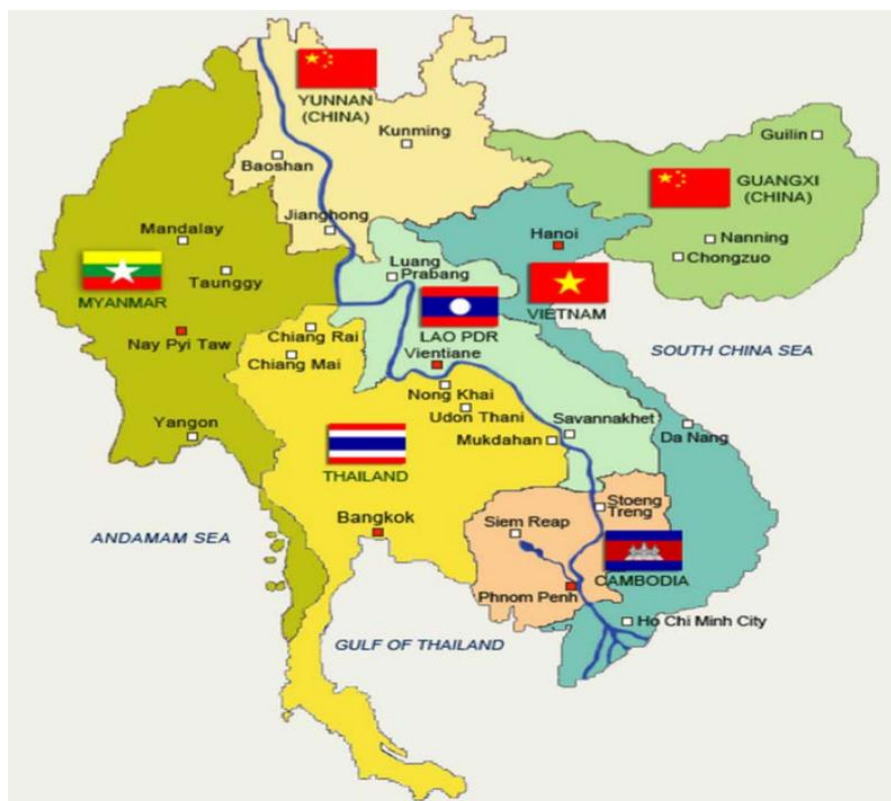 YUNNAN
(CHINA)
Kunming
Guilin
Baoshan
GUANGXI
(CHINA)
Jianghong
Mandalay
Hanoi
Nanning
Chongzuo
Luang
Prabang
Taunggy
MYANMAR
VIETNAM
Nay Pyi Taw
Chiang Rai
LAO PDR
Vientiane
SOUTH CHINA SEA
Chiang Mai
Nong Khai
Udon Thani
Yangon
Savannakhet
Mukdahan
Da Nang
THAILAND
Stoeng
Treng
Bangkok
Siem Reap
ANDAMAM SEA
CAMBODIA
Phnom Penh
Ho Chi Minh City
GULF OF THAILAND